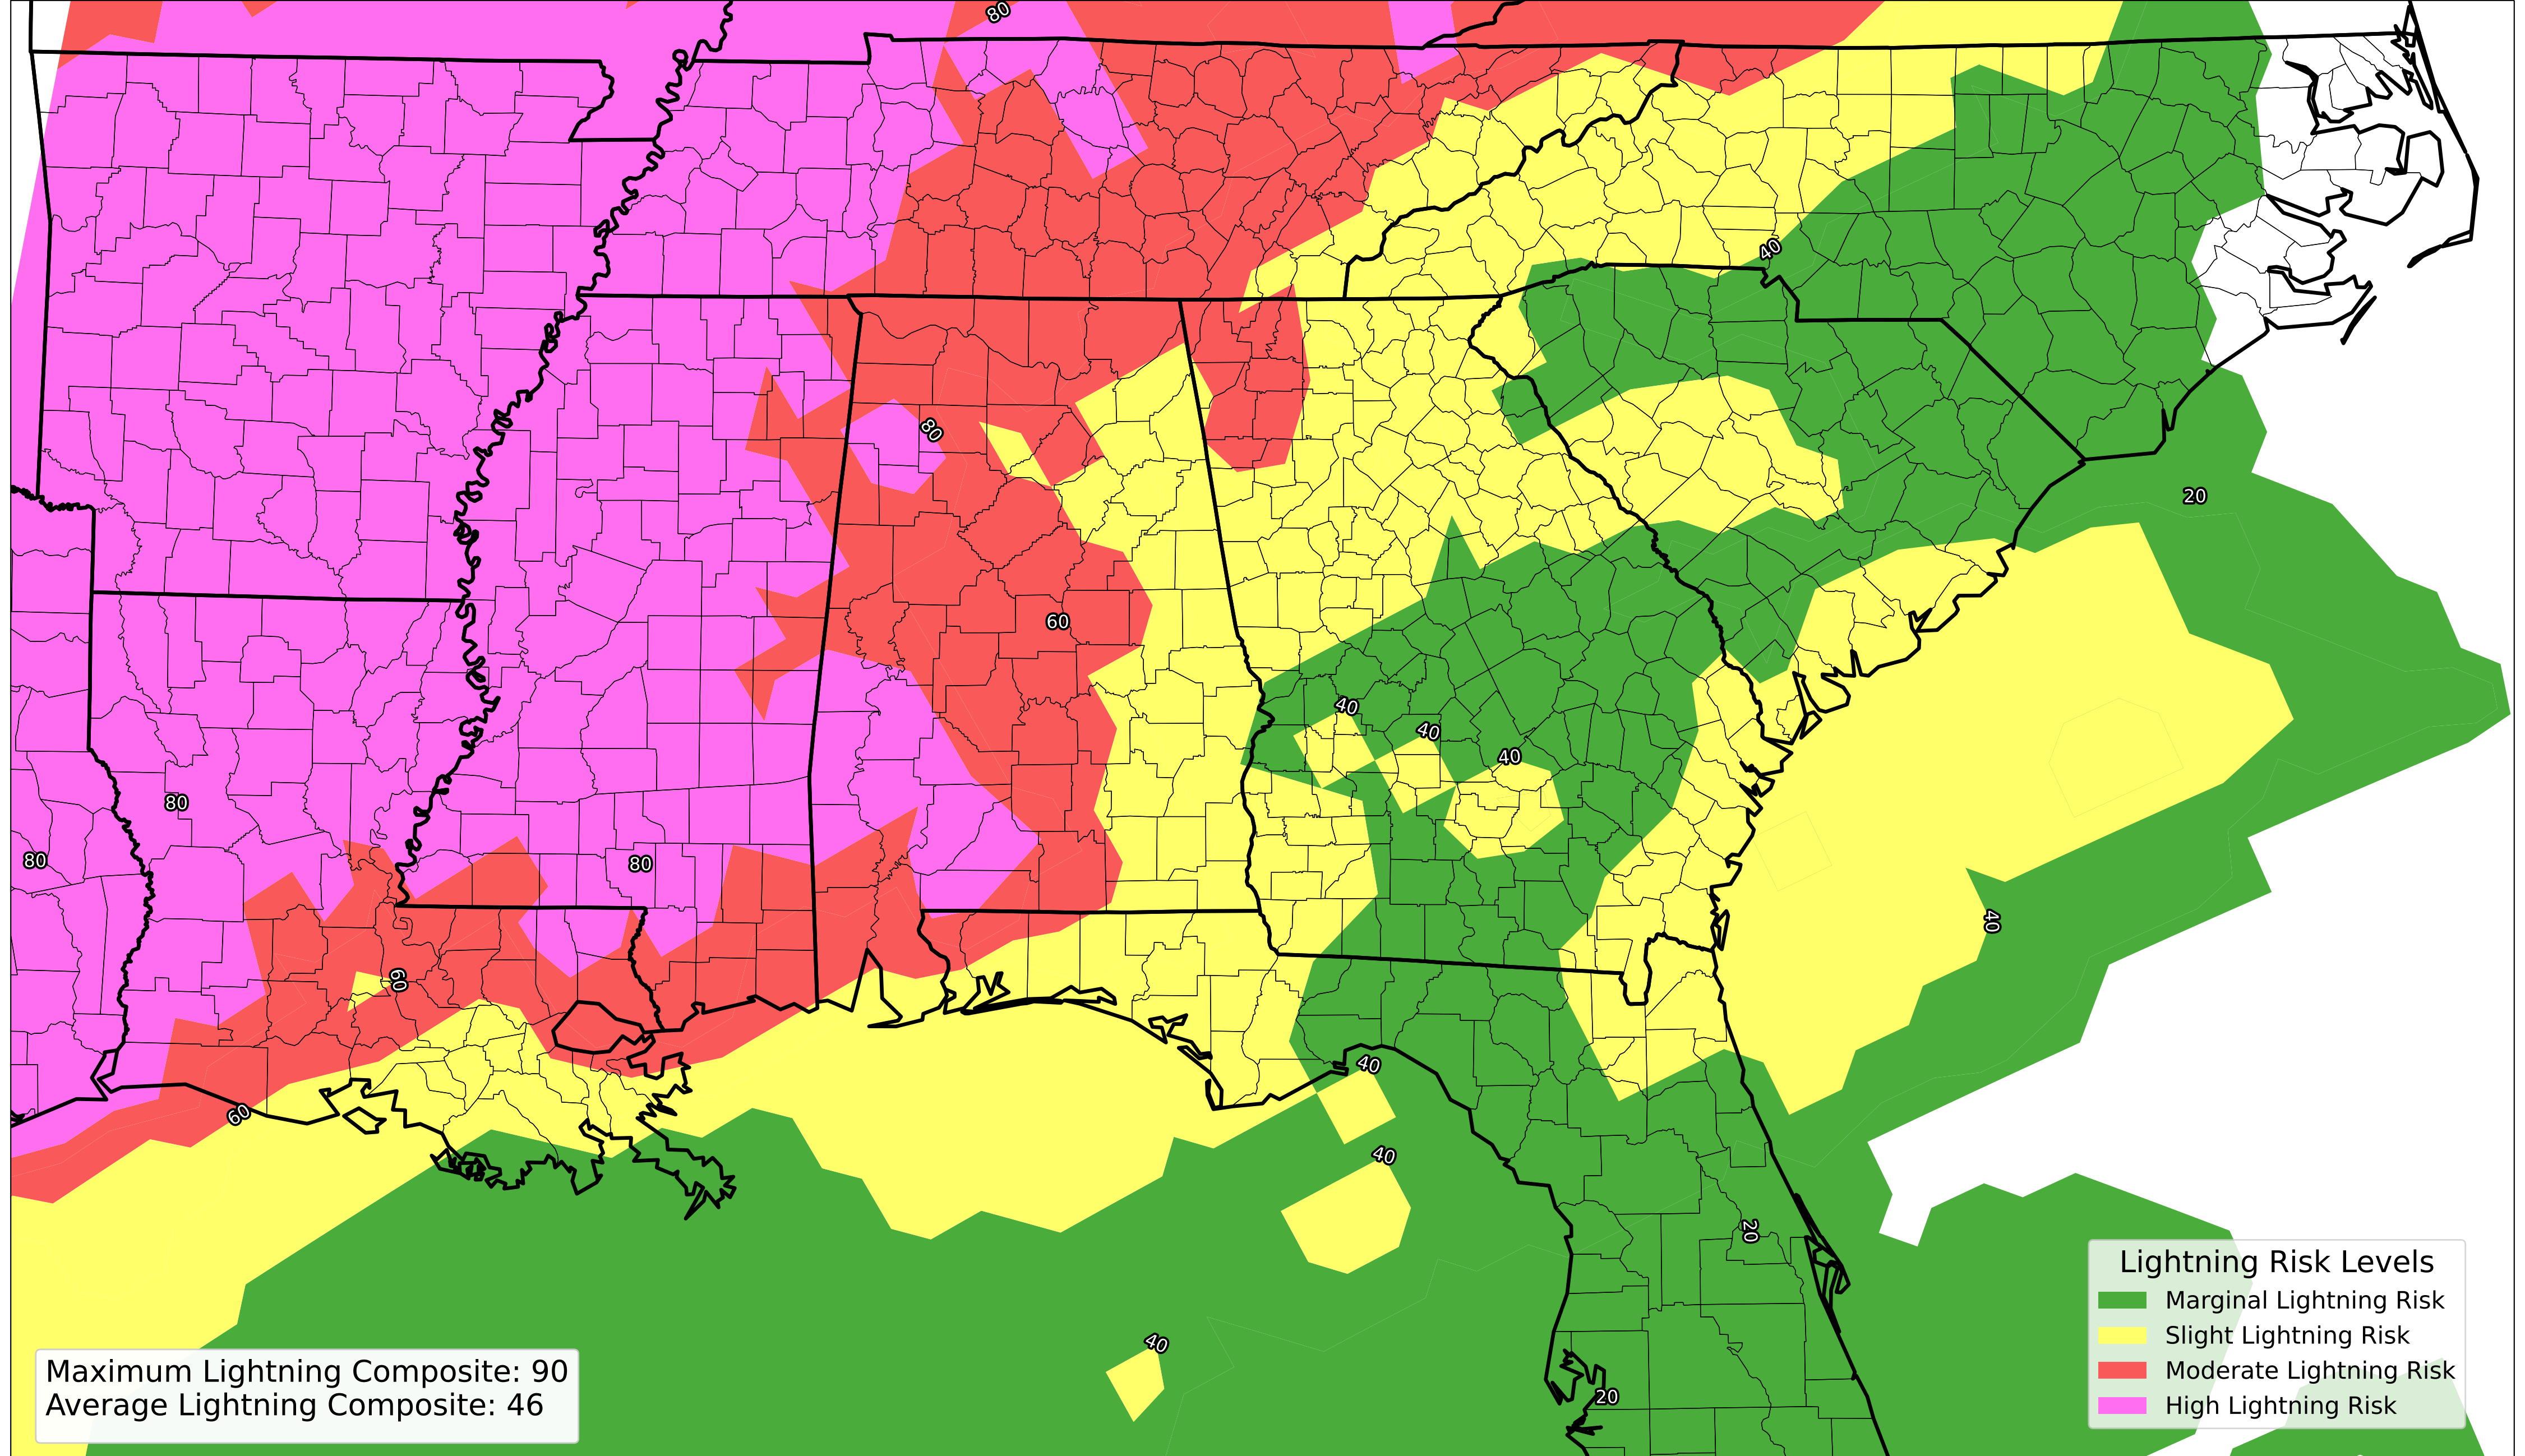 80
40
80
20
60
40
40
40
80
80
80
40
60
40
60
40
20
40
20
Lightning Risk Levels
Marginal Lightning Risk
Slight Lightning Risk
Moderate Lightning Risk
High Lightning Risk
Maximum Lightning Composite: 90
Average Lightning Composite: 46